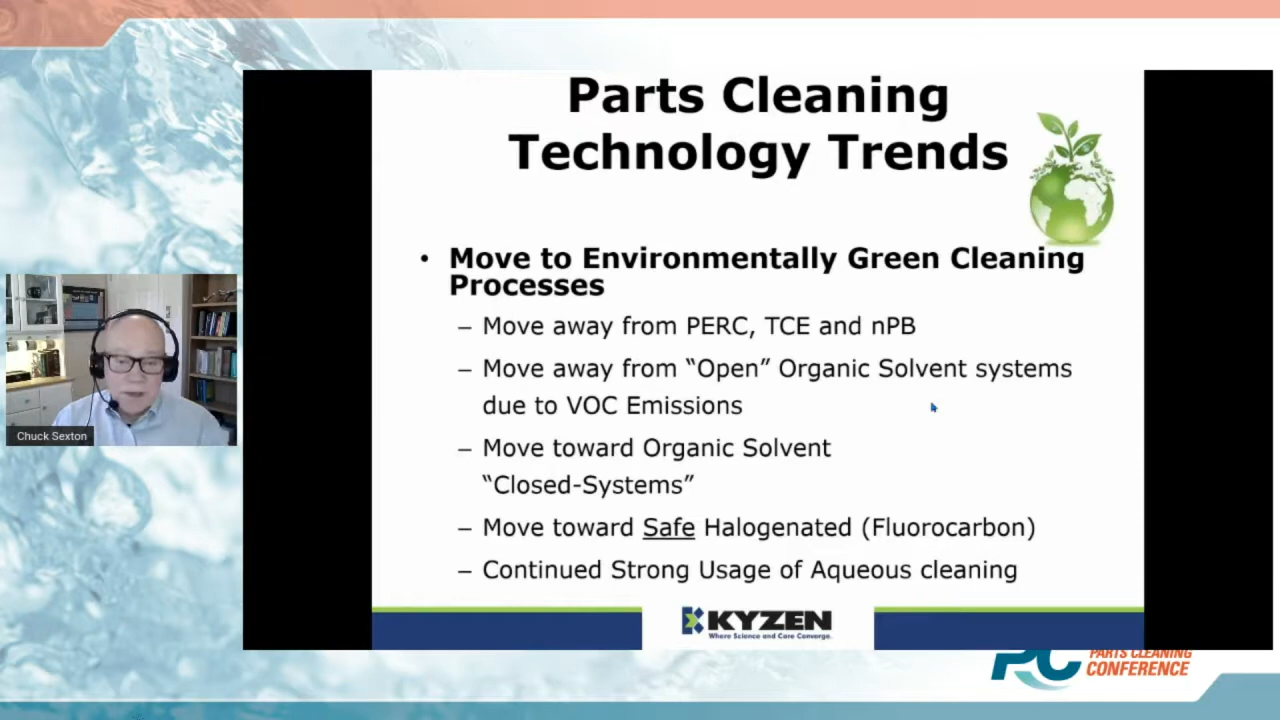 Parts Cleaning
Technology Trends
• Move to Environmentally Green Cleaning
Processes
– Move away from PERC, TCE and nPB
– Move away from “Open” Organic Solvent systems
due to VOC Emissions
– Move toward Organic Solvent
“Closed-Systems”
– Move toward Safe Halogenated (Fluorocarbon)
– Continued Strong Usage of Aqueous cleaning
KYZEN
Where Science and Care Converge.
Chuck Sexton
PC
PARTS CLEANING
CONFERENCE